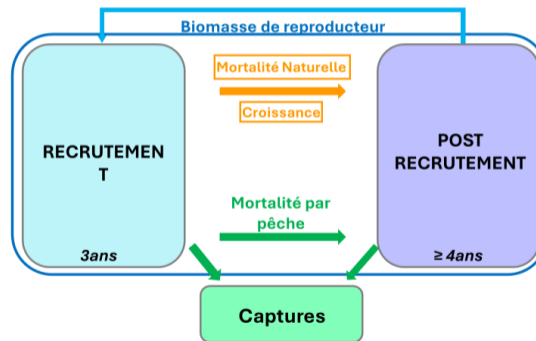 Biomasse de reproducteur
Mortalité Naturelle
Croissance
RECRUTEMEN
T
POST
RECRUTEMENT
Mortalité par
pêche
3ans
≥ 4ans
Captures